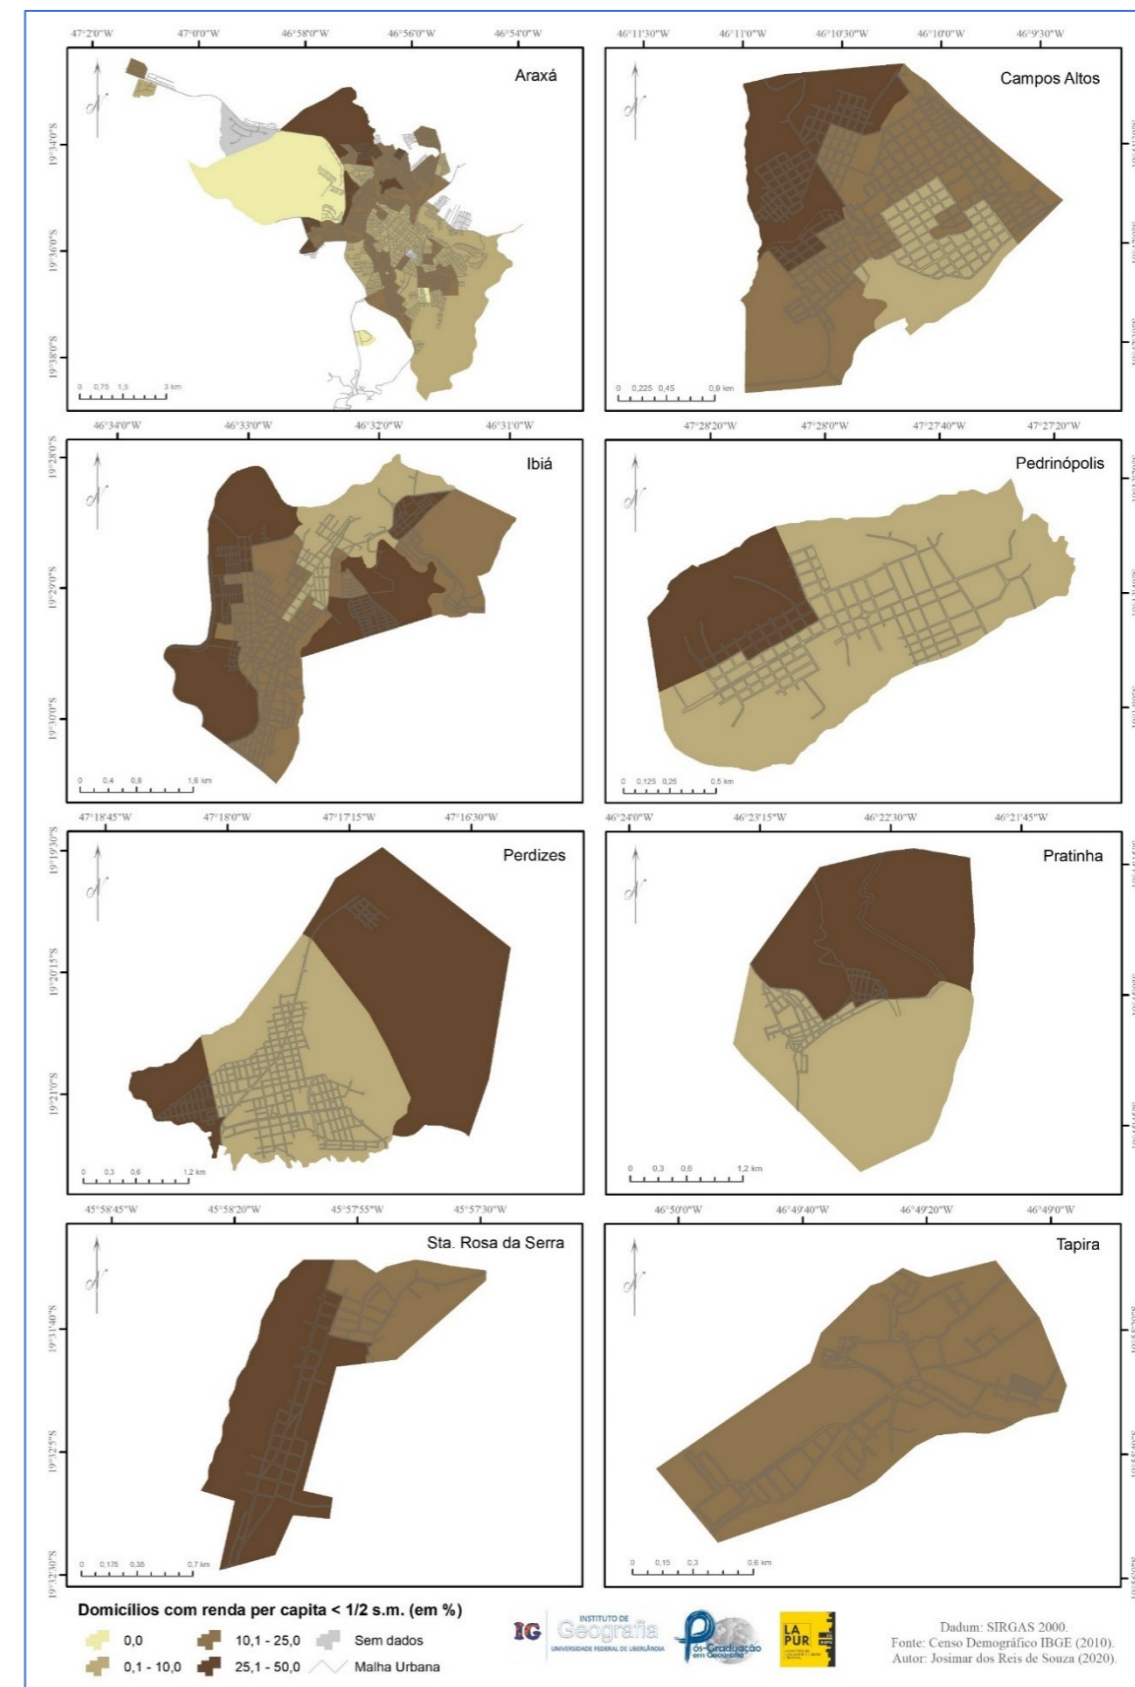 47°2'0"W 47°0'0"W 46°58'0"W 46°56'0"W 46°54'0"W
Araxá
19°34'0"S
19°36'0"S
19°38'0"S
0 0,75 1,5 3 km
46°11'30"W 46°11'0"W 46°10'30"W 46°10'0"W 46°9'30"W
Campos Altos
0 0,225 0,45 0,9 km
46°34'0"W 46°33'0"W 46°32'0"W 46°31'0"W
Ibiá
19°28'0"S
19°29'0"S
19°30'0"S
0 0,4 0,8 1,6 km
47°28'20"W 47°28'0"W 47°27'40"W 47°27'20"W
Pedrinópolis
0 0,125 0,25 0,5 km
47°18'45"W 47°18'0"W 47°17'15"W 47°16'30"W
Perdizes
19°19'30"S
19°20'15"S
19°21'0"S
0 0,3 0,6 1,2 km
46°24'0"W 46°23'15"W 46°22'30"W 46°21'45"W
Pratinha
0 0,3 0,6 1,2 km
45°58'45"W 45°58'20"W 45°57'55"W 45°57'30"W
Sta. Rosa da Serra
19°31'40"S
19°32'5"S
19°32'30"S
0 0,175 0,35 0,7 km
46°50'0"W 46°49'40"W 46°49'20"W 46°49'0"W
Tapira
0 0,15 0,3 0,6 km
Domicílios com renda per capita < 1/2 s.m. (em %)
0,0 10,1 - 25,0 Sem dados
0,1 - 10,0 25,1 - 50,0 Malha Urbana
IG
INSTITUTO DE
Geografia
UNIVERSIDADE FEDERAL DE UBERLÂNDIA
Pós-Graduação
em Geografia
LA
PUR
Dadum: SIRGAS 2000.
Fonte: Censo Demográfico IBGE (2010).
Autor: Josimar dos Reis de Souza (2020).